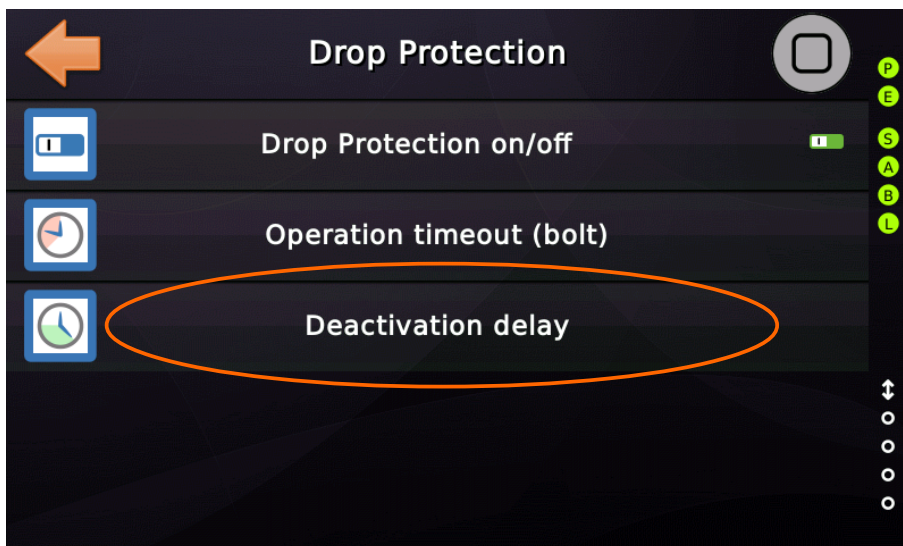 Drop Protection
Drop Protection on/off
Operation timeout (bolt)
Deactivation delay
P
E
S
A
B
L